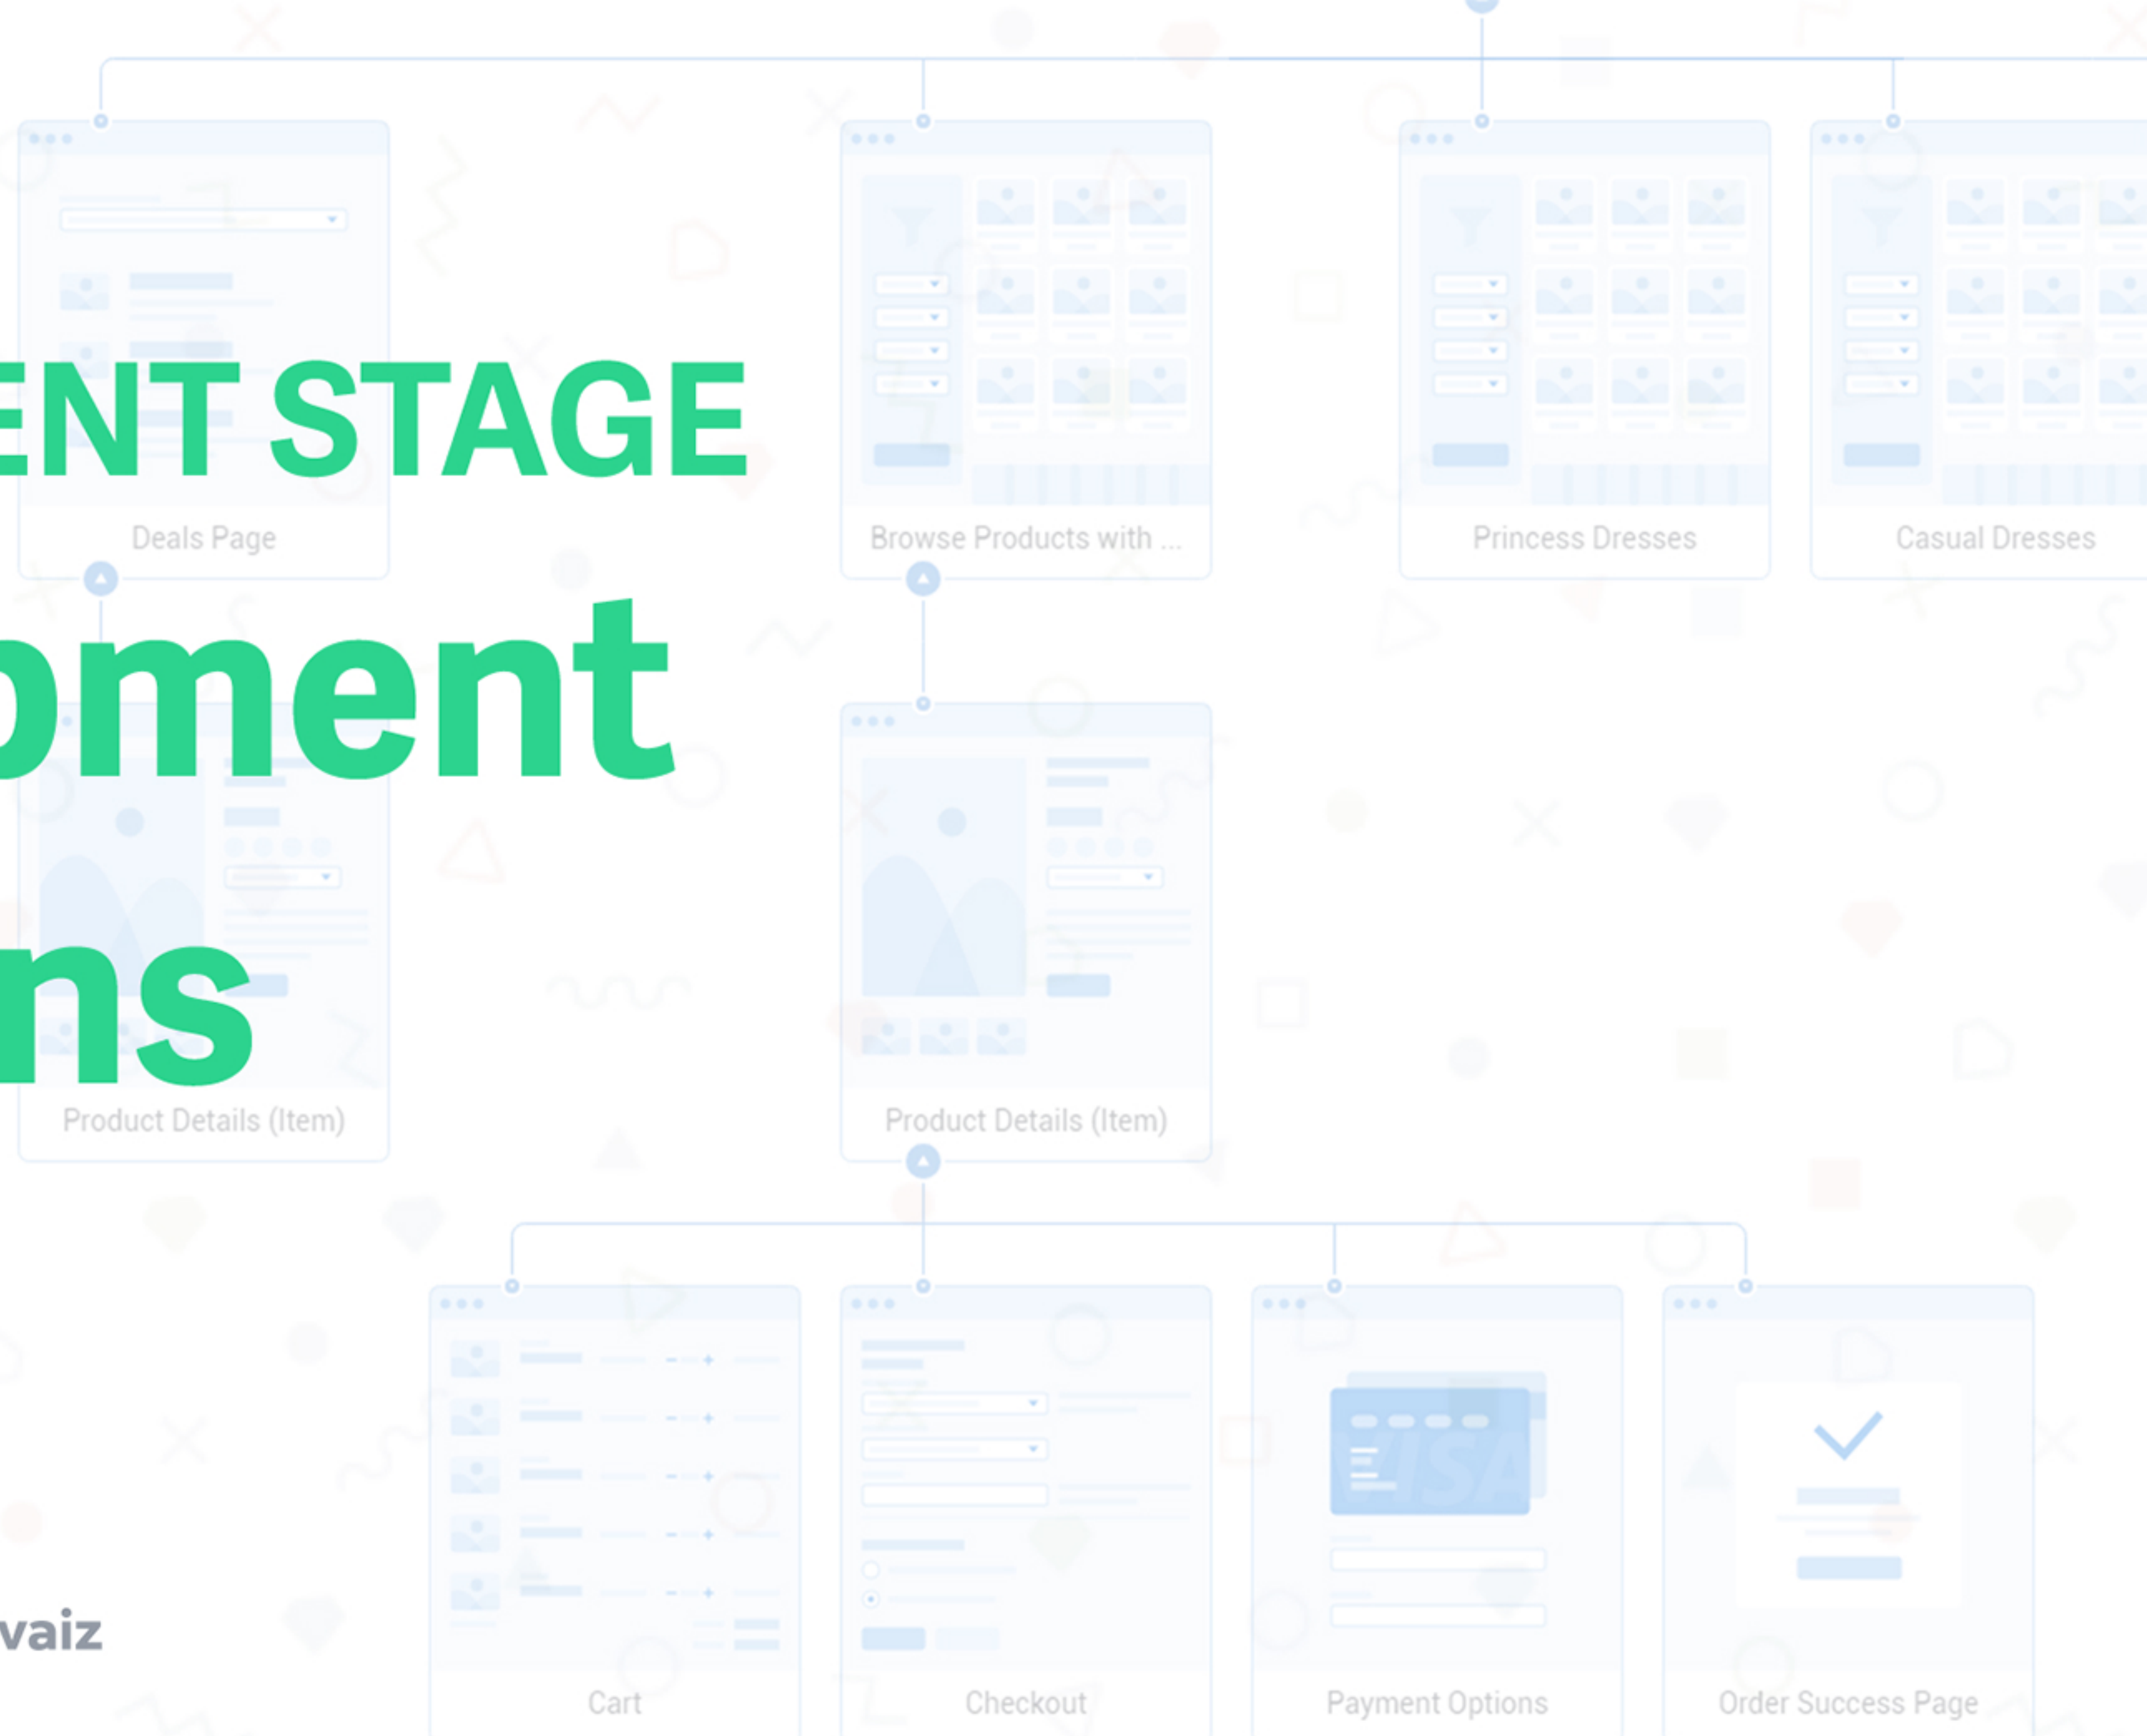 ENT STAGE
Deals Page
Browse Products with ...
Princess Dresses
Casual Dresses
pment
ns
Product Details (Item)
Product Details (Item)
VISA
vaiz
Cart
Checkout
Payment Options
Order Success Page